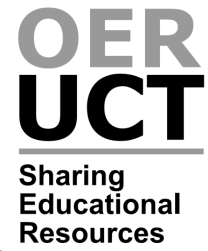 OER
UCT
Sharing
Educational
Resources